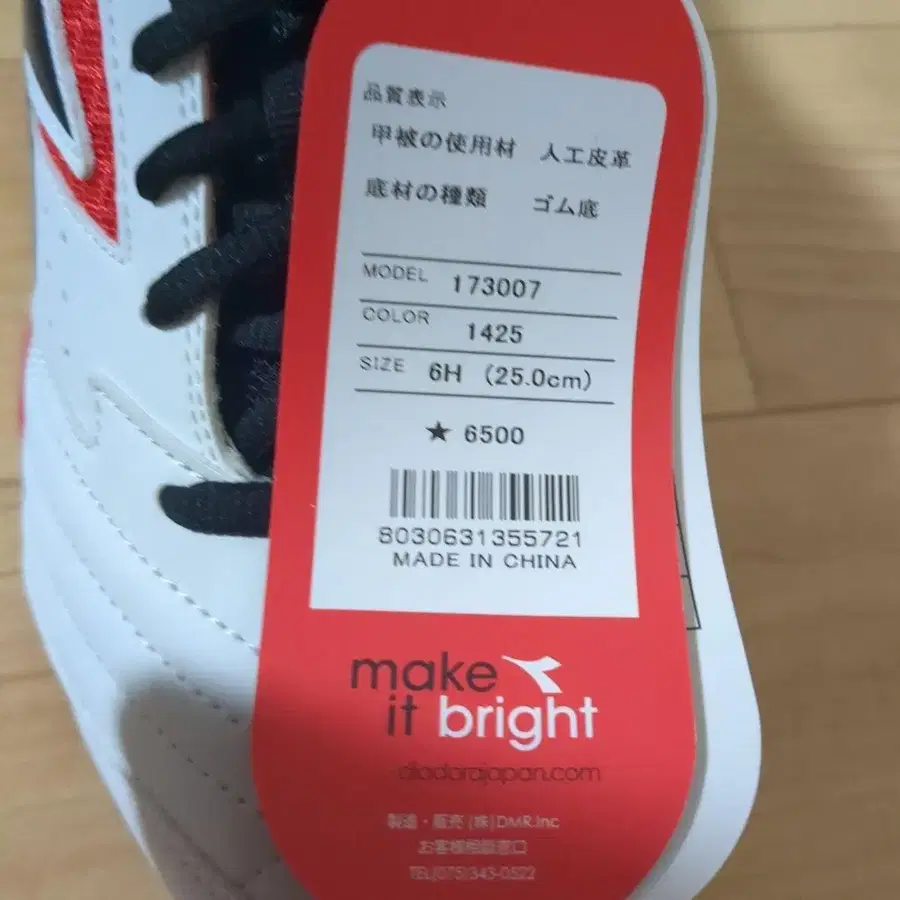 品質表示
甲被の使用材 人工皮革
底材の種類 ゴム底
MODEL 173007
COLOR 1425
SIZE 6H (25.0cm)
★ 6500
8030631355721
MADE IN CHINA
make
it bright
diadorajapan.com
製造・販売 (株)DMR.Inc
お客様相談窓口
TEL(075)343-0522